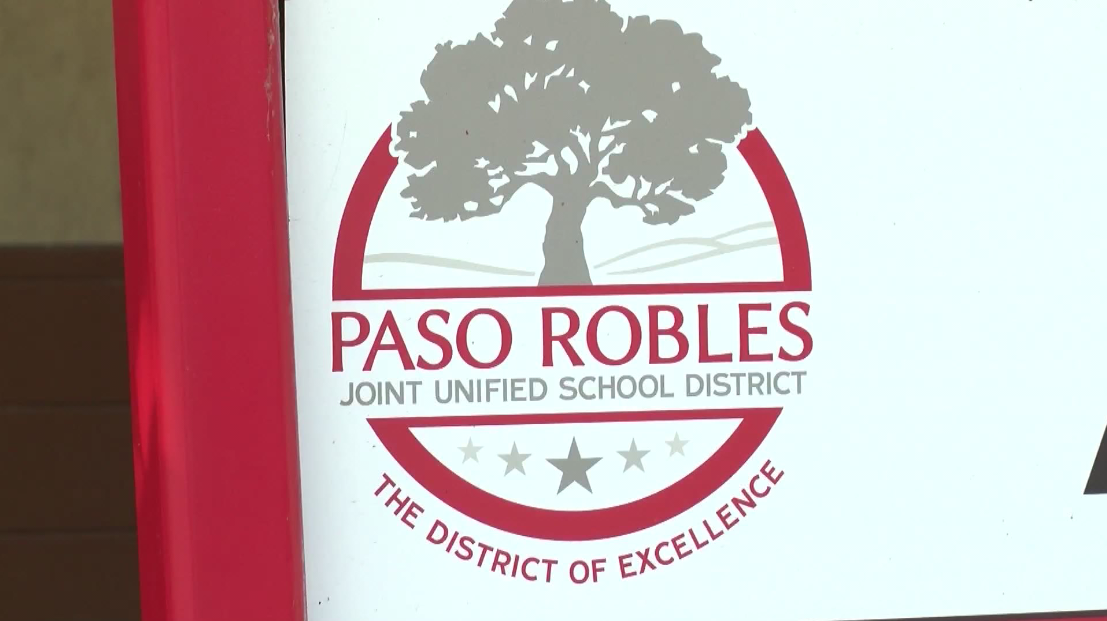 PASO ROBLES
JOINT UNIFIED SCHOOL DISTRICT
THE DISTRICT OF EXCELLENCE